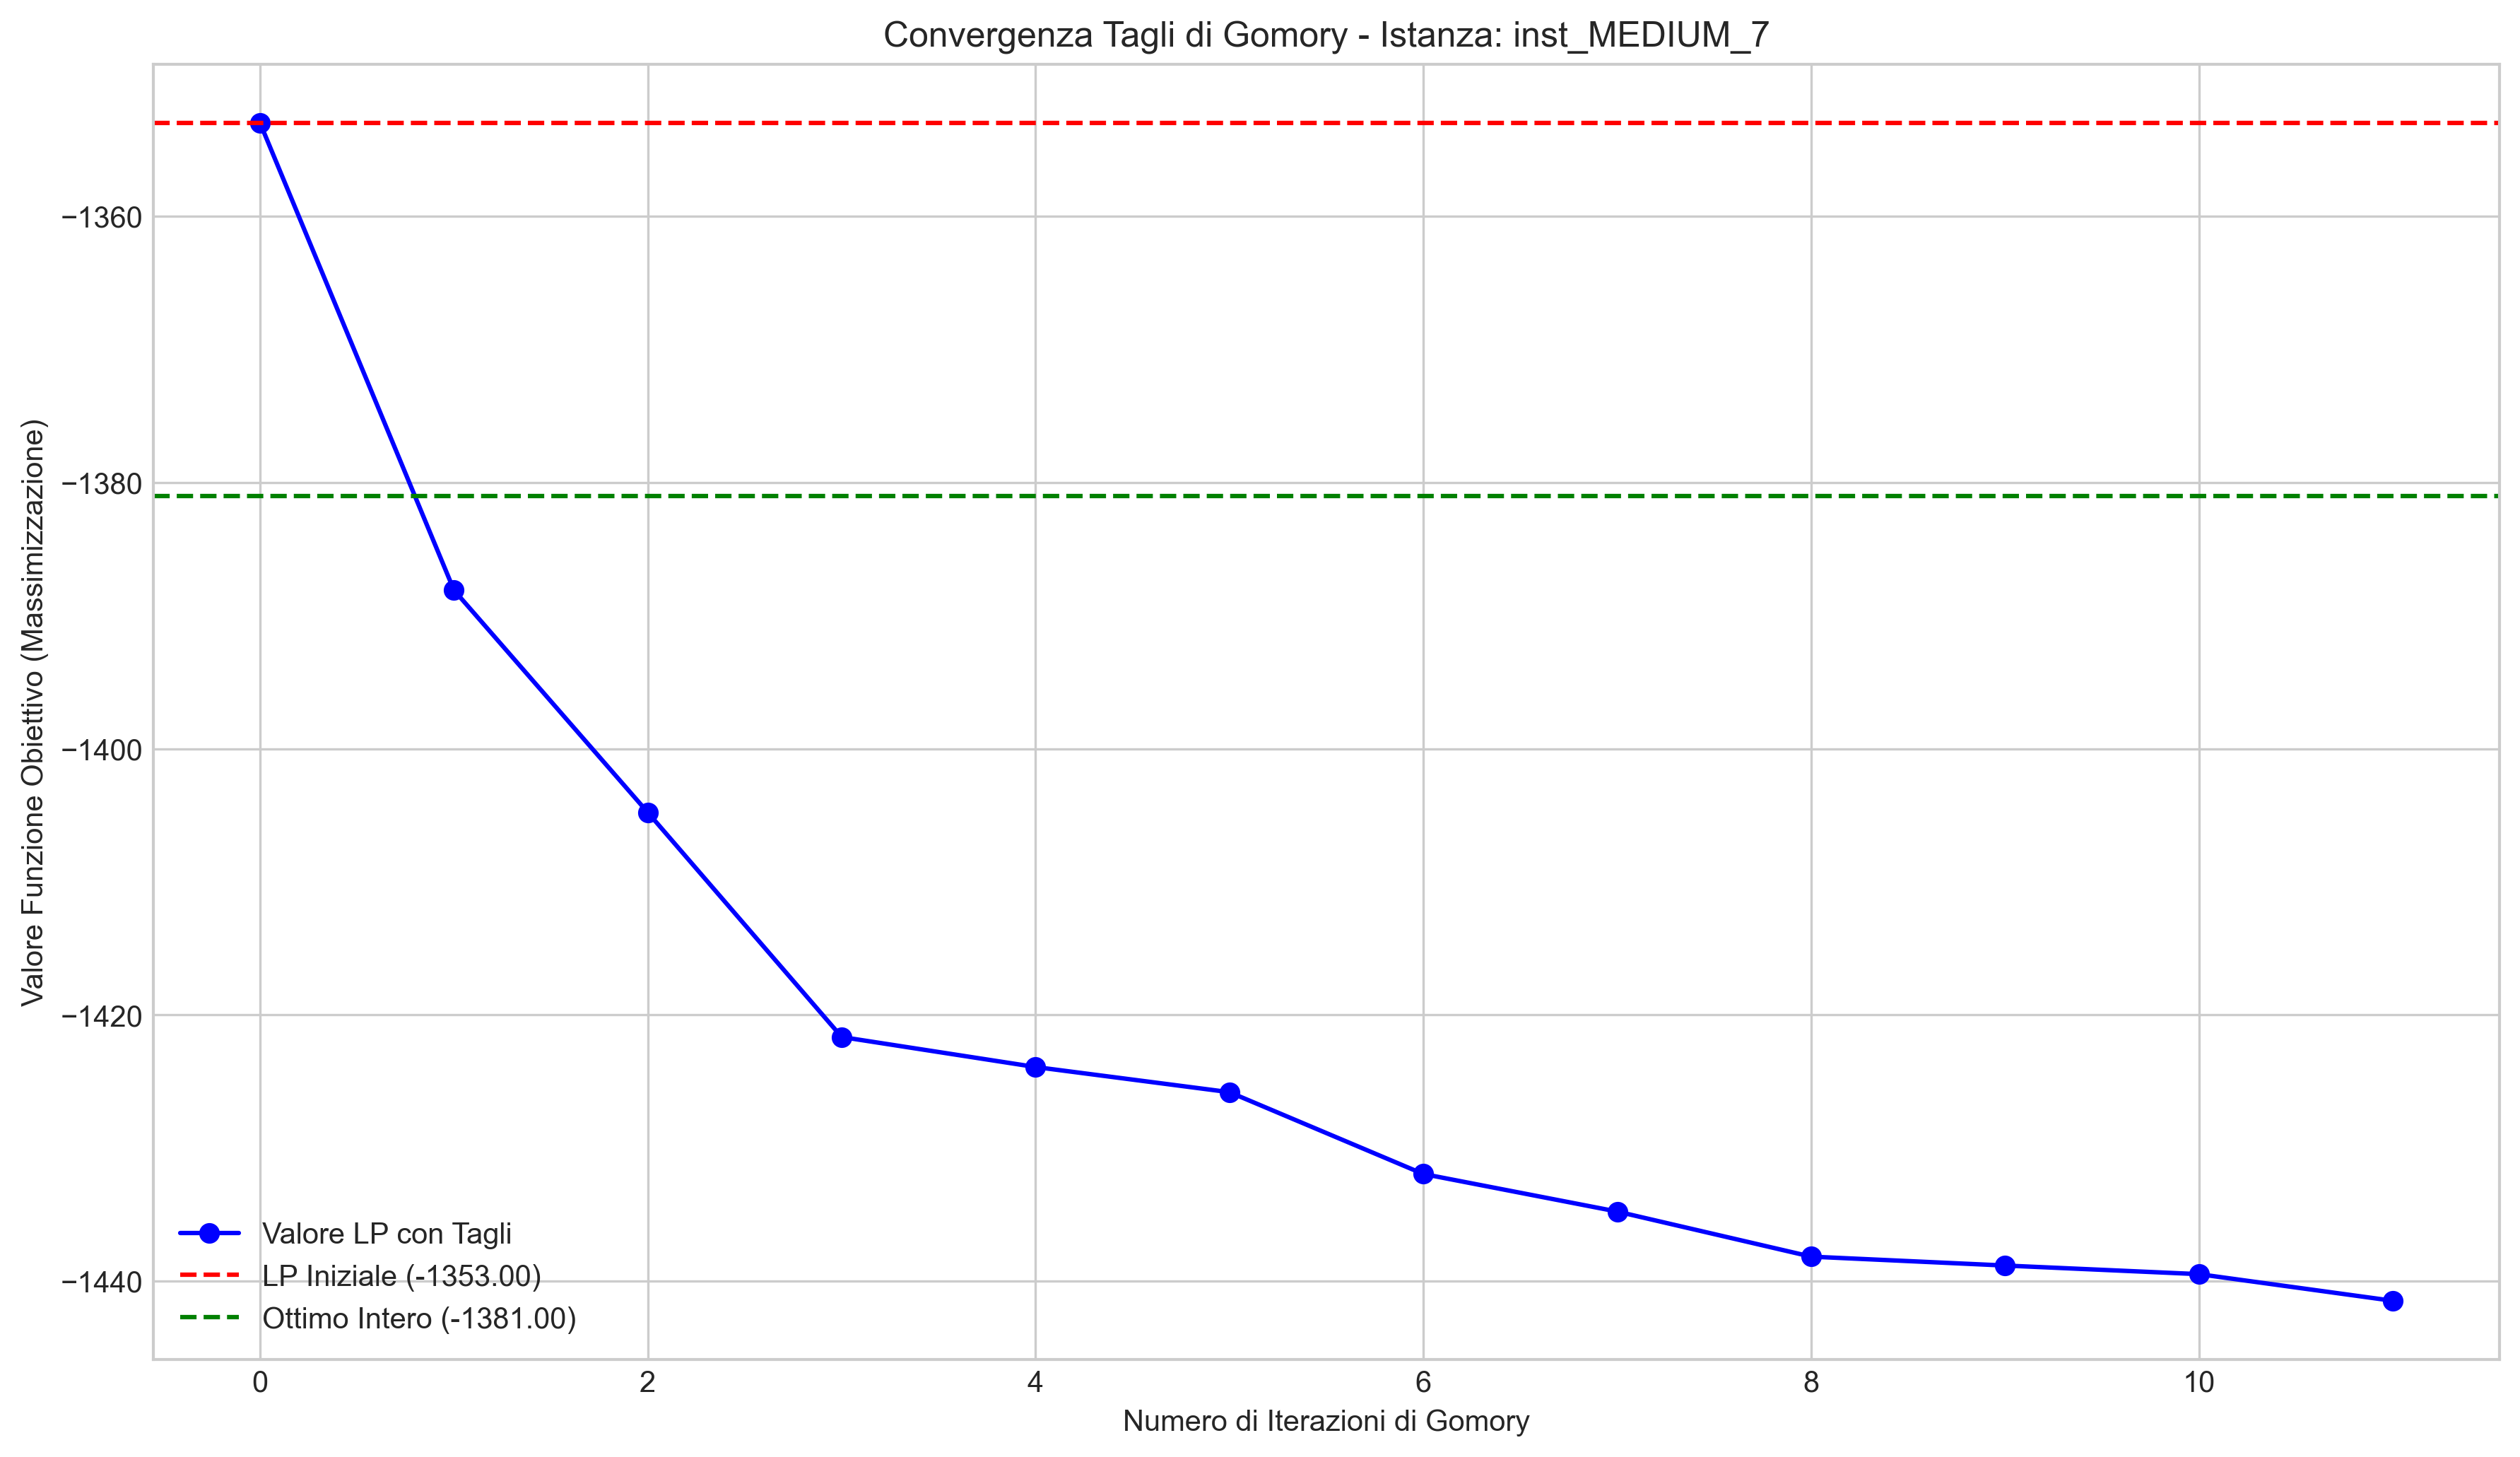 Convergenza Tagli di Gomory - Istanza: inst_MEDIUM_7
Valore Funzione Obiettivo (Massimizzazione)
−1360
−1380
−1400
−1420
−1440
Valore LP con Tagli
LP Iniziale (-1353.00)
Ottimo Intero (-1381.00)
0 2 4 6 8 10
Numero di Iterazioni di Gomory